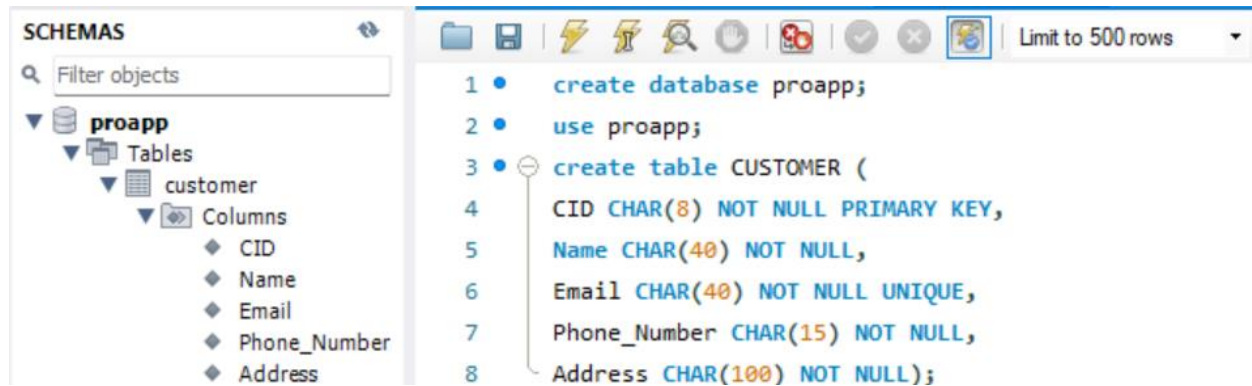 SCHEMAS
Filter objects
proapp
Tables
customer
Columns
CID
Name
Email
Phone_Number
Address
Limit to 500 rows
1 create database proapp;
2 use proapp;
3 create table CUSTOMER (
4 CID CHAR(8) NOT NULL PRIMARY KEY,
5 Name CHAR(40) NOT NULL,
6 Email CHAR(40) NOT NULL UNIQUE,
7 Phone_Number CHAR(15) NOT NULL,
8 Address CHAR(100) NOT NULL);